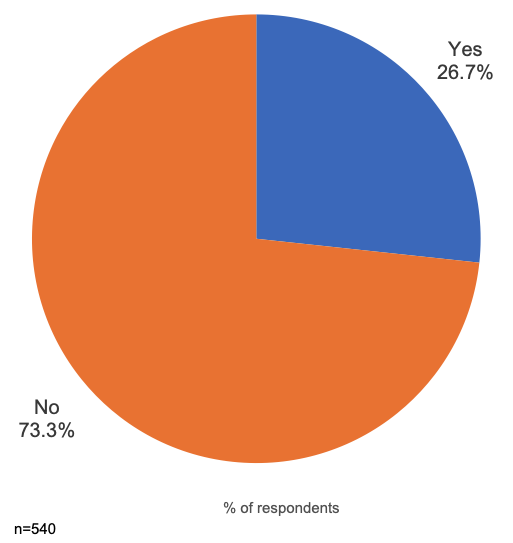 Yes
26.7%
No
73.3%
% of respondents
n=540